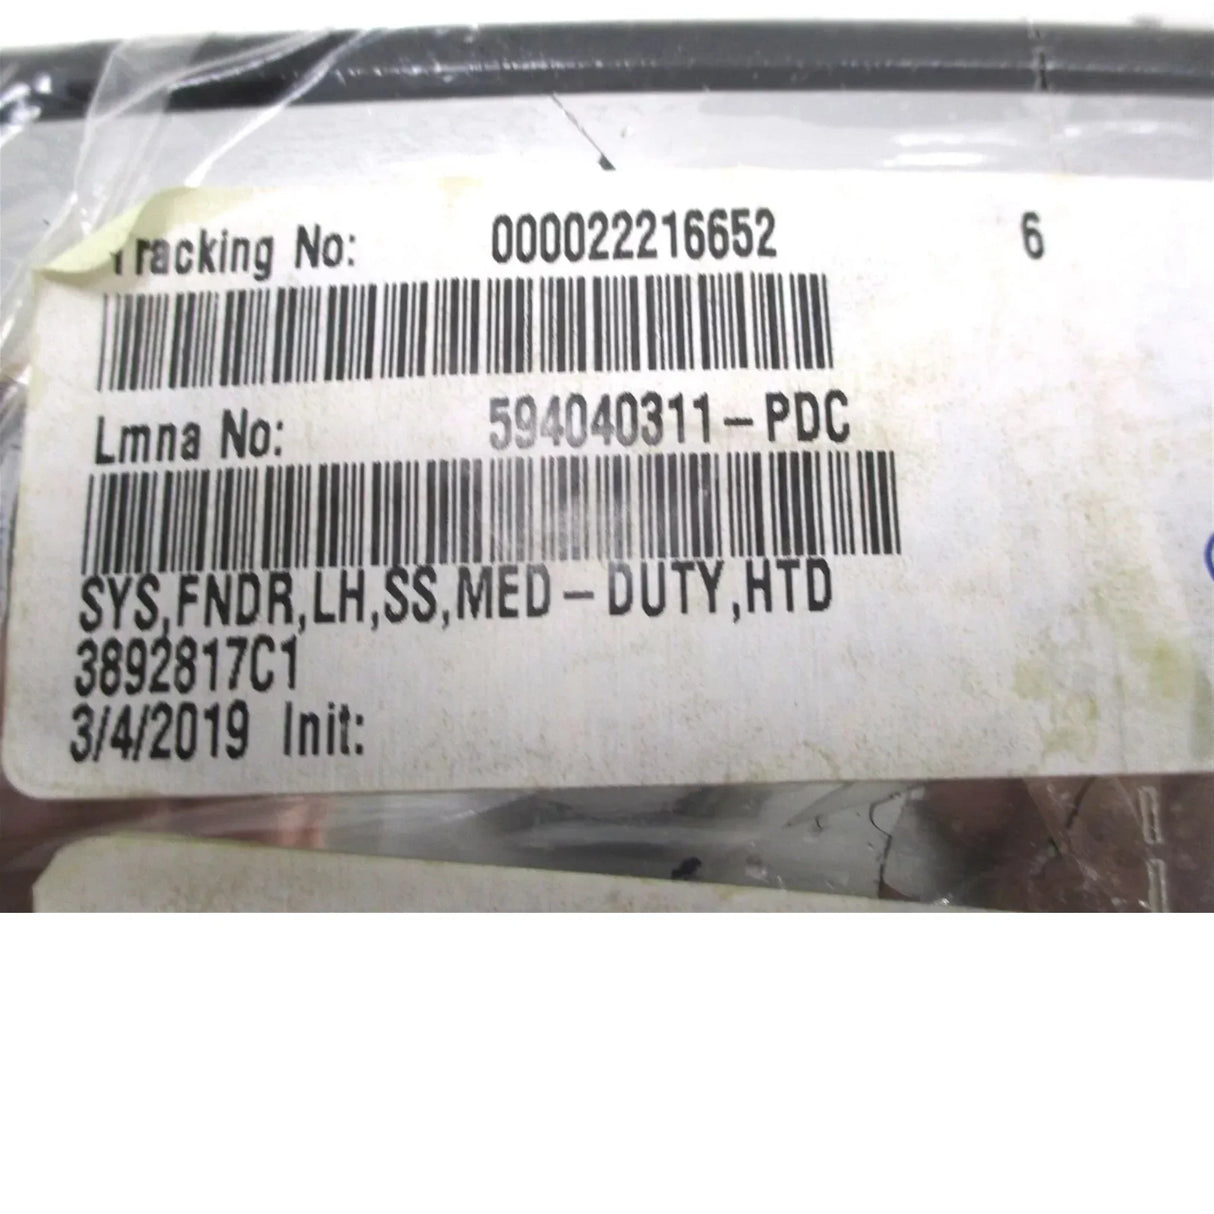 Tracking No: 000022216652 6
Lmna No: 594040311-PDC
SYS,FNDR,LH,SS,MED-DUTY,HTD
3892817C1
3/4/2019 Init: